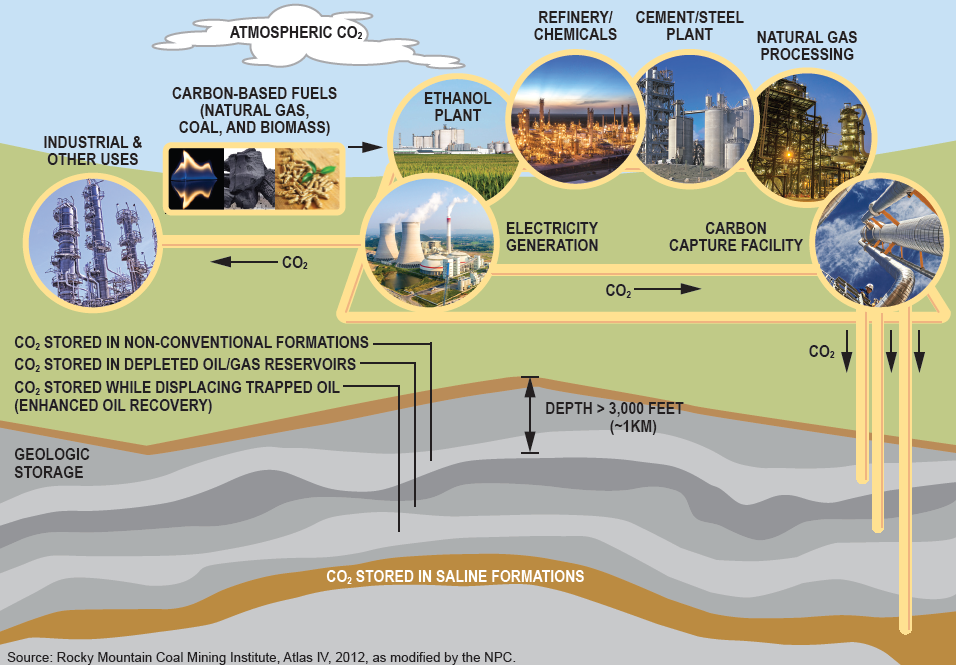 ATMOSPHERIC CO₂
REFINERY/
CHEMICALS
CEMENT/STEEL
PLANT
NATURAL GAS
PROCESSING
CARBON-BASED FUELS
(NATURAL GAS,
COAL, AND BIOMASS)
ETHANOL
PLANT
INDUSTRIAL &
OTHER USES
ELECTRICITY
GENERATION
CARBON
CAPTURE FACILITY
CO₂
CO₂
CO₂ STORED IN NON-CONVENTIONAL FORMATIONS
CO₂ STORED IN DEPLETED OIL/GAS RESERVOIRS
CO₂ STORED WHILE DISPLACING TRAPPED OIL
(ENHANCED OIL RECOVERY)
CO₂
DEPTH > 3,000 FEET
(~1KM)
GEOLOGIC
STORAGE
CO₂ STORED IN SALINE FORMATIONS
Source: Rocky Mountain Coal Mining Institute, Atlas IV, 2012, as modified by the NPC.